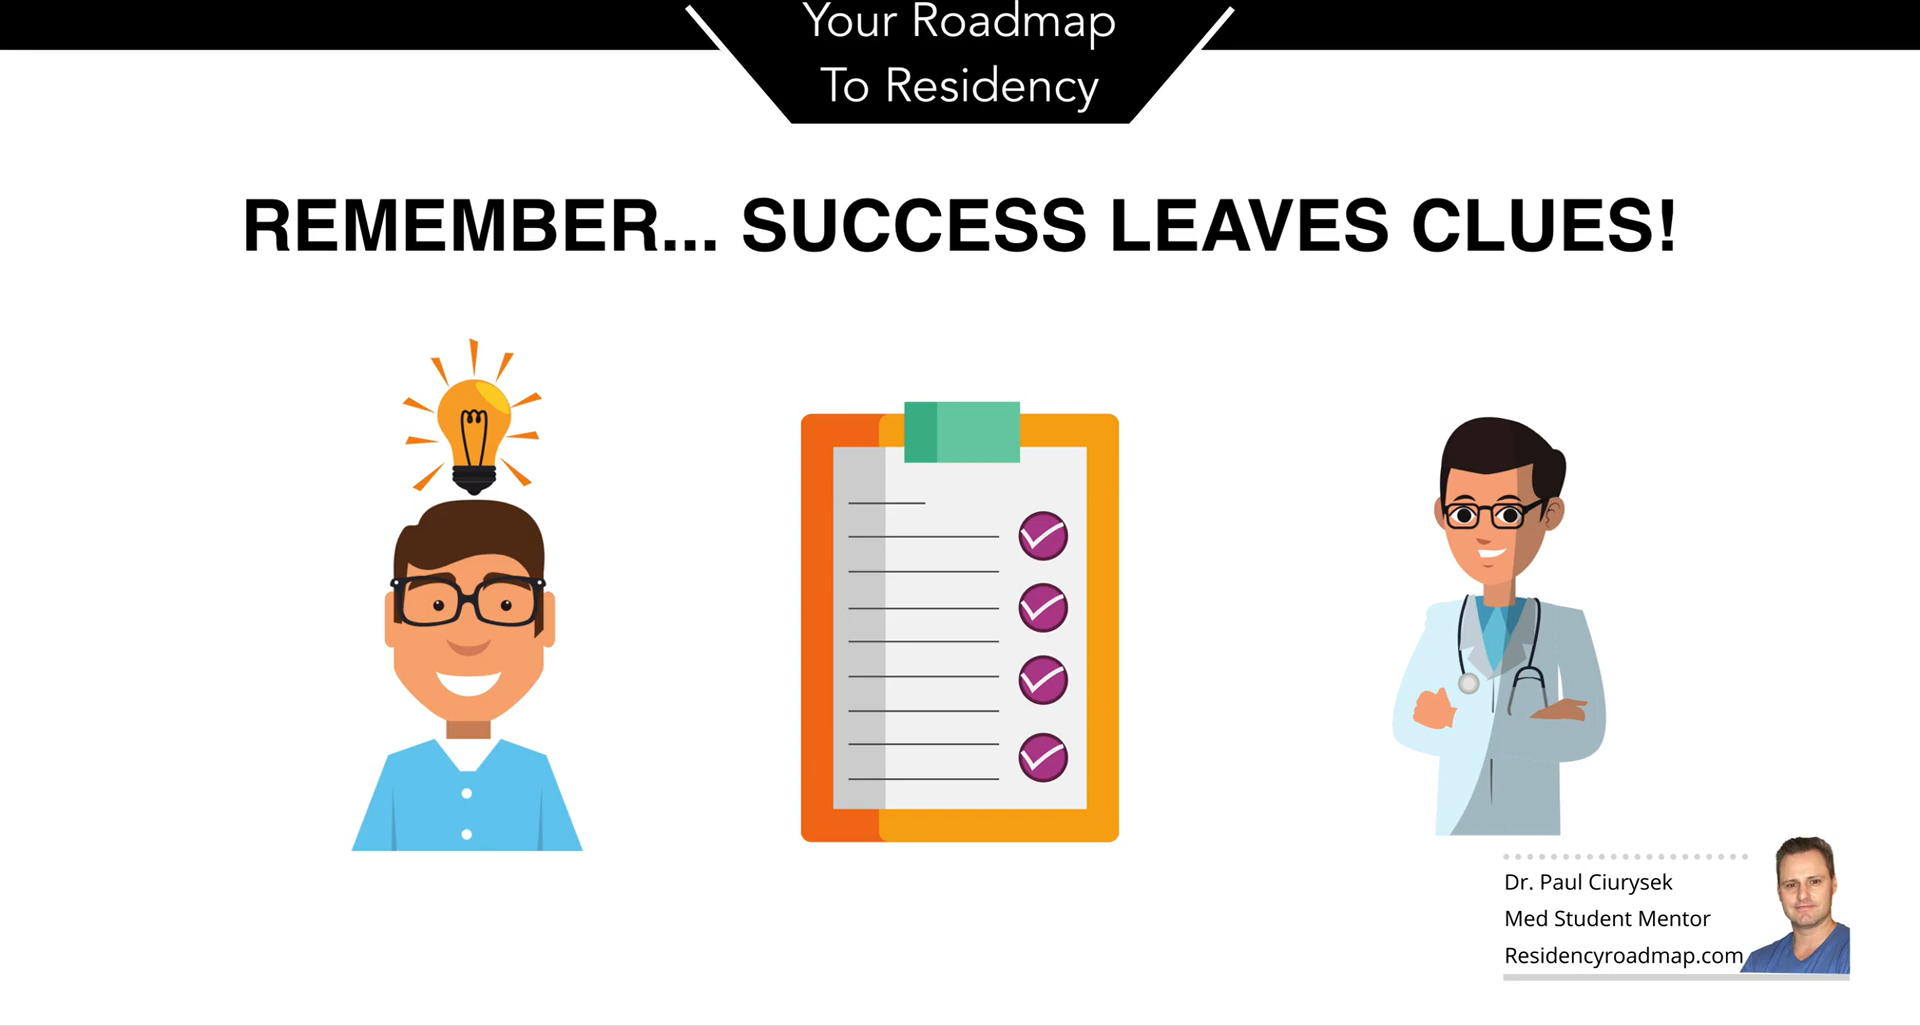 Your Roadmap
To Residency
REMEMBER... SUCCESS LEAVES CLUES!
Dr. Paul Ciurysek
Med Student Mentor
Residencyroadmap.com